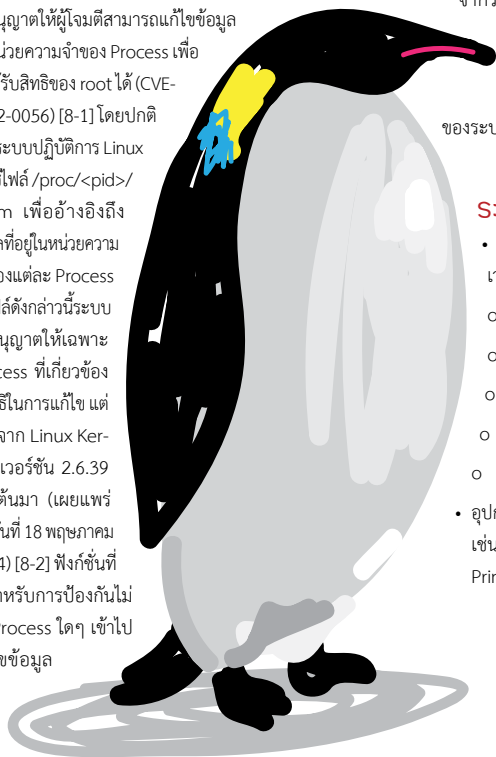 นุญาตให้ผู้โจมตีสามารถแก้ไขข้อมูล
หน่วยความจำของ Process เพื่อ
รับสิทธิของ root ได้ (CVE-
2-0056) [8-1] โดยปกติ
ระบบปฏิบัติการ Linux
ไฟล์ /proc/<pid>/
m เพื่ออ้างอิงถึง
ลที่อยู่ในหน่วยความ
องแต่ละ Process
ล์ดังกล่าวนี้ระบบ
นุญาตให้เฉพาะ
cess ที่เกี่ยวข้อง
ธิในการแก้ไข แต่
จาก Linux Ker-
เวอร์ชัน 2.6.39
ต้นมา (เผยแพร่
วันที่ 18 พฤษภาคม
4) [8-2] ฟังก์ชั่นที่
าหรับการป้องกันไม่
Process ใดๆ เข้าไป
ไขข้อมูล
ของระบ
• อุปก
เช่น
Prin